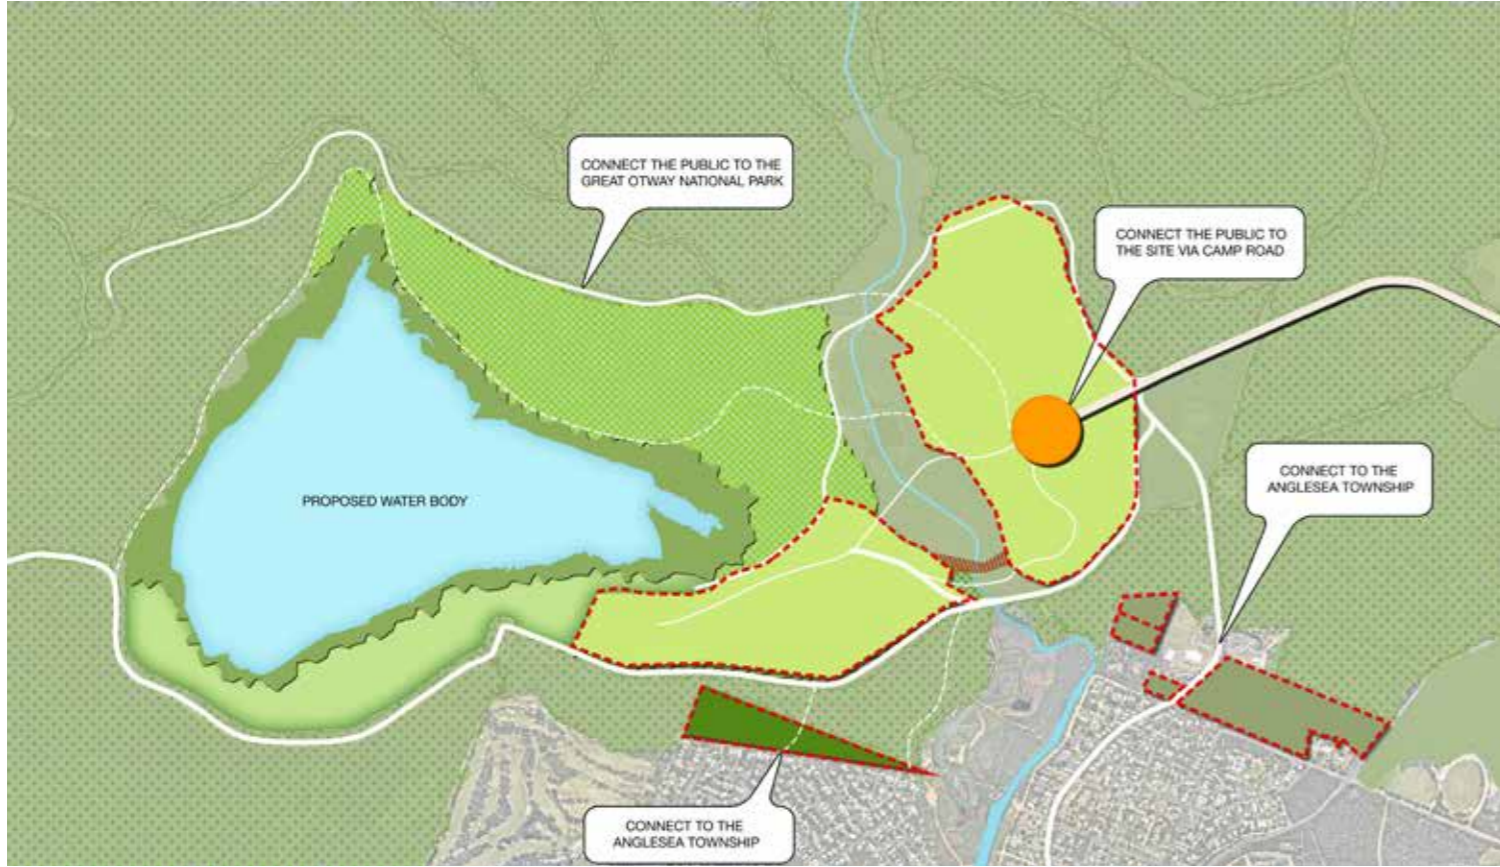 CONNECT THE PUBLIC TO THE
GREAT OTWAY NATIONAL PARK
CONNECT THE PUBLIC TO
THE SITE VIA CAMP ROAD
CONNECT TO THE
ANGLESEA TOWNSHIP
PROPOSED WATER BODY
CONNECT TO THE
ANGLESEA TOWNSHIP